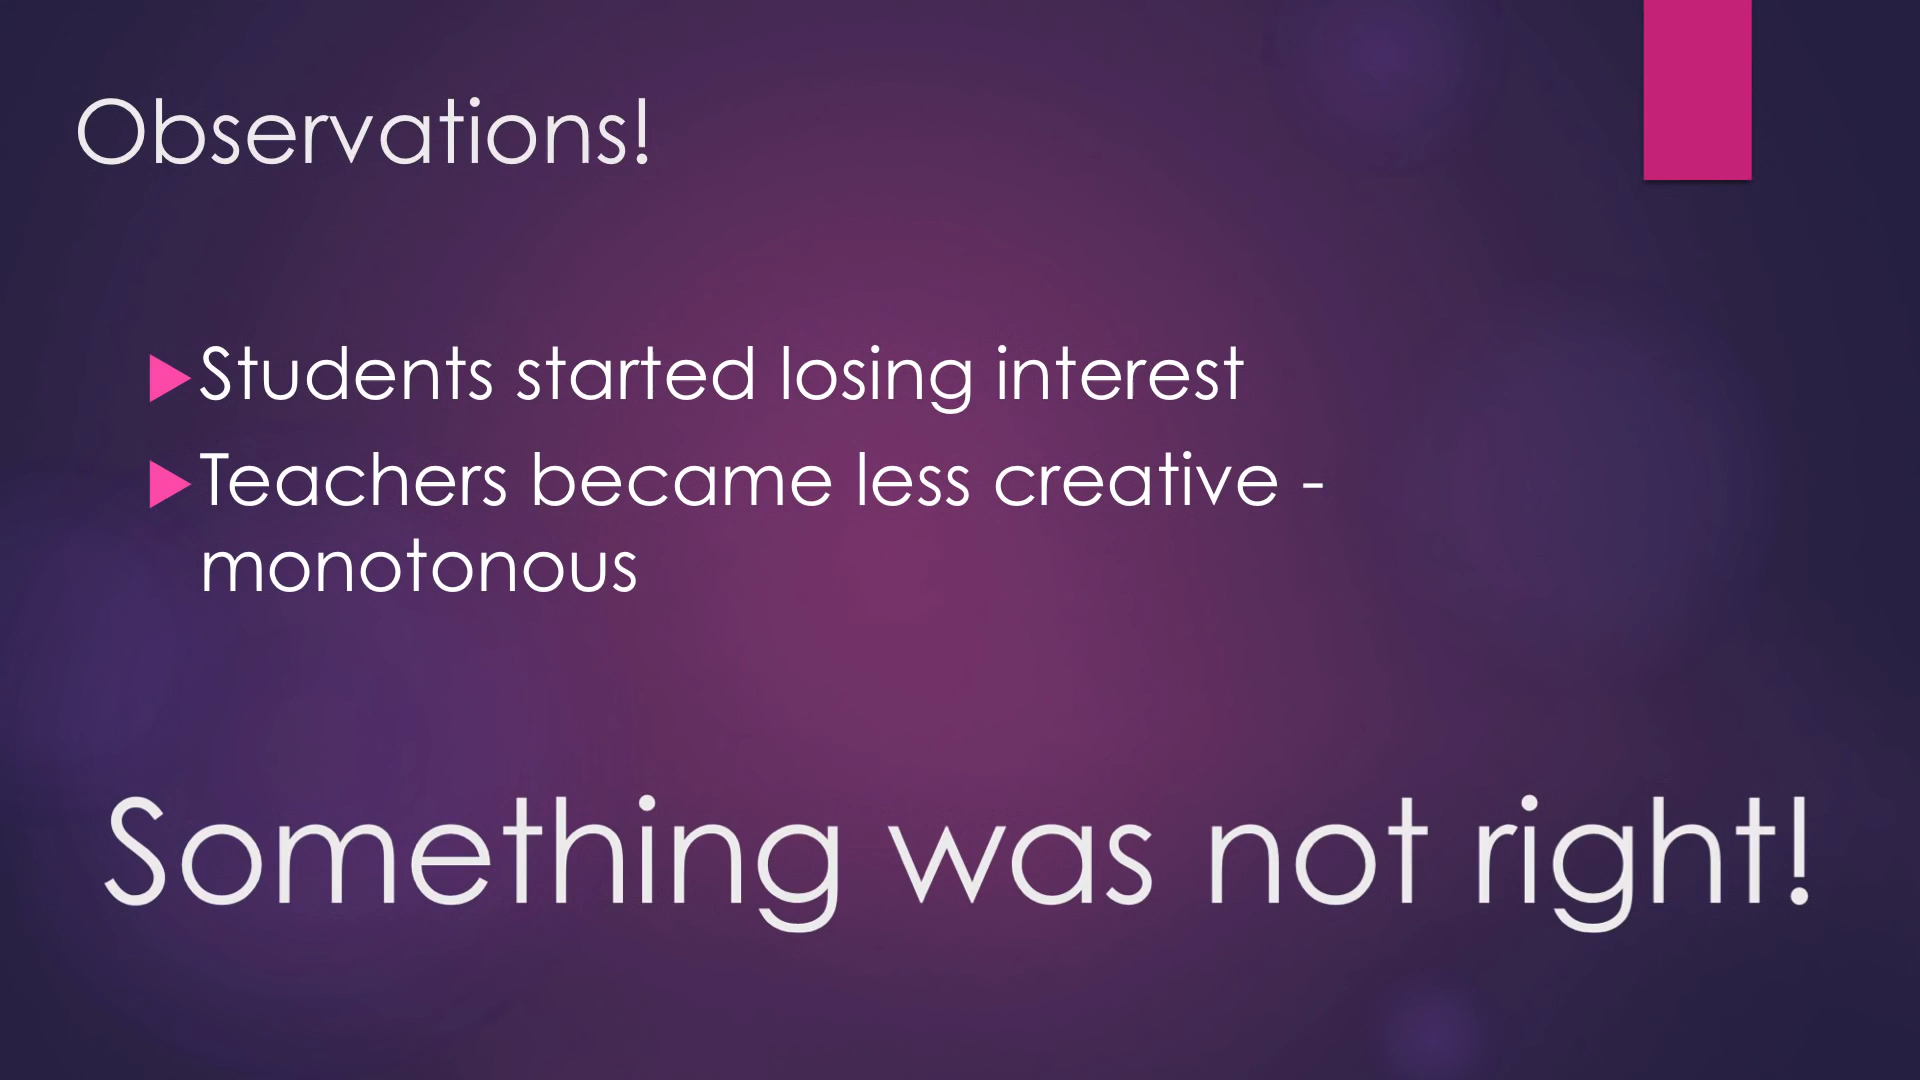 Observations!
Students started losing interest
Teachers became less creative -
monotonous
Something was not right!